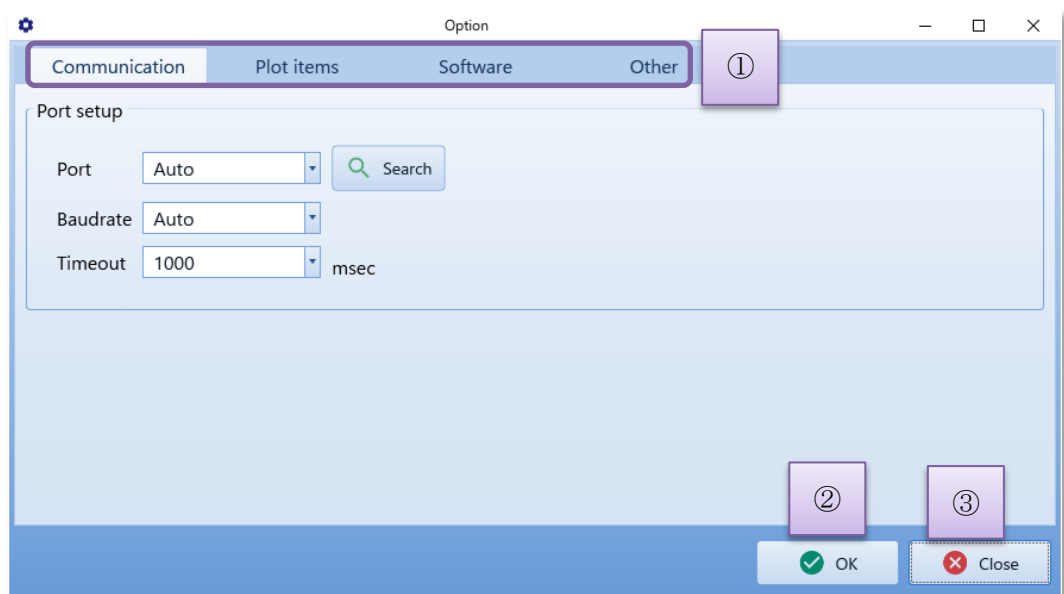 Option
Communication Plot items Software Other ①
Port setup
Port Auto Search
Baudrate Auto
Timeout 1000 msec
② ③
OK Close